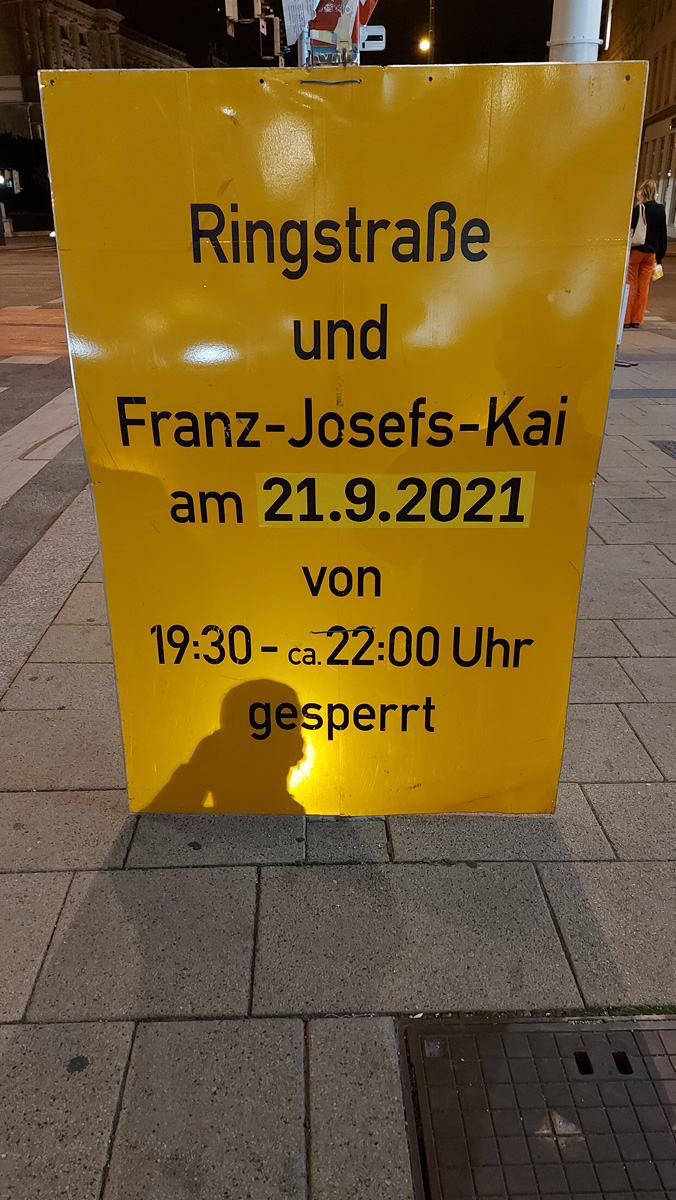 Ringstraße
und
Franz-Josefs-Kai
am 21.9.2021
von
19:30 - ca. 22:00 Uhr
gesperrt